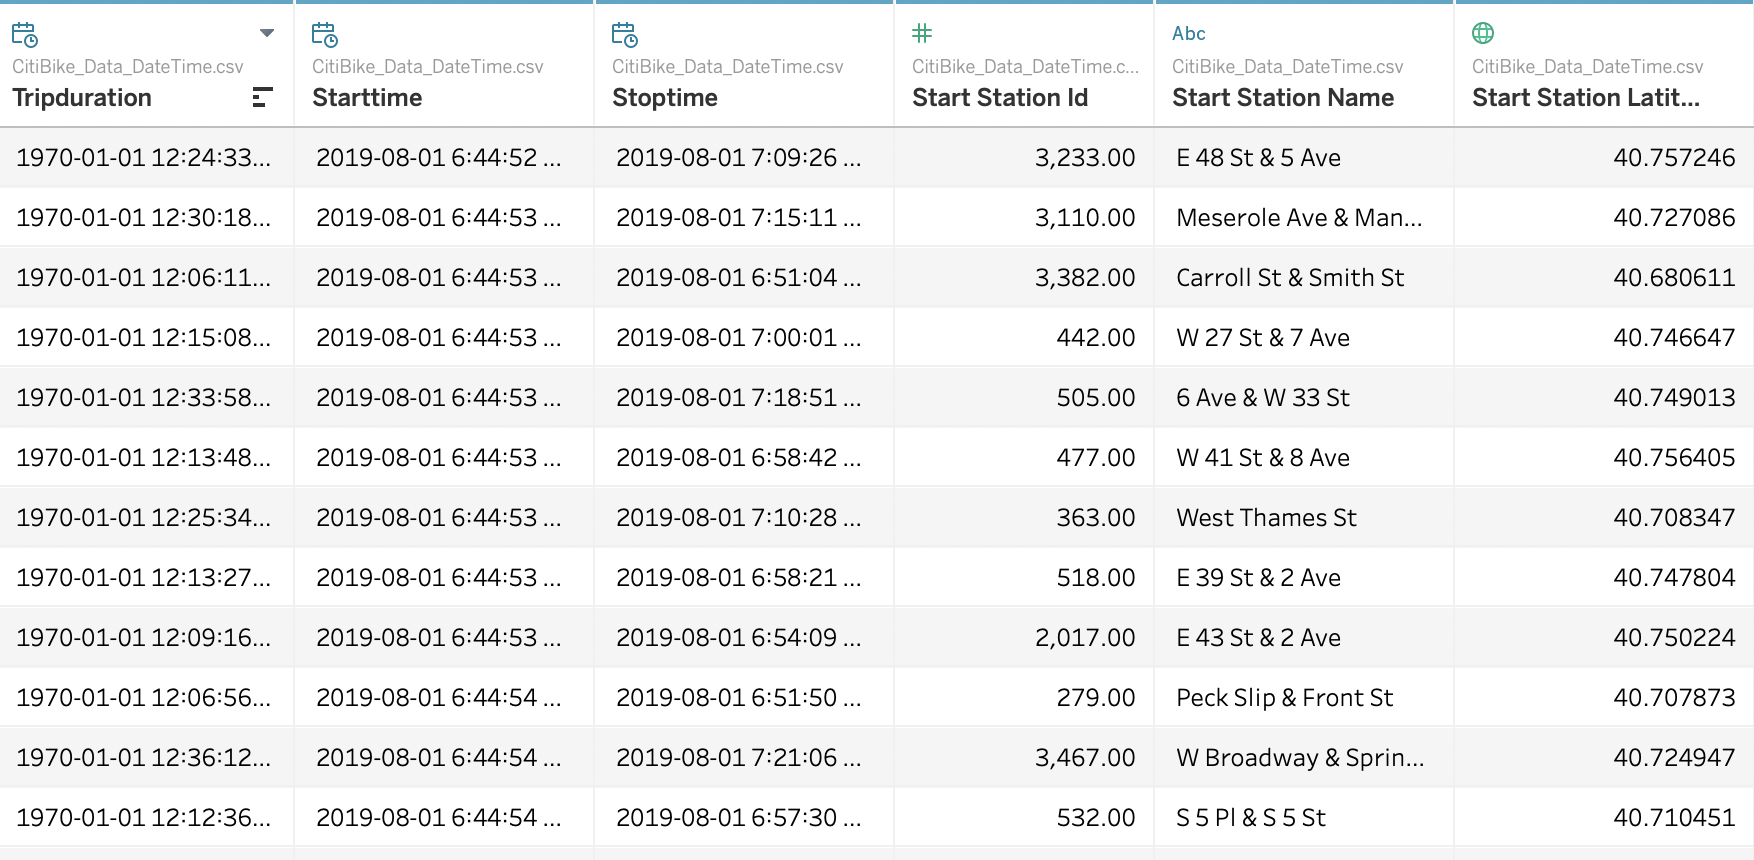 Abc
CitiBike_Data_DateTime.csv CitiBike_Data_DateTime.csv CitiBike_Data_DateTime.csv CitiBike_Data_DateTime.c... CitiBike_Data_DateTime.csv CitiBike_Data_DateTime.csv
Tripduration Starttime Stoptime Start Station Id Start Station Name Start Station Latit...
1970-01-01 12:24:33... 2019-08-01 6:44:52 ... 2019-08-01 7:09:26 ... 3,233.00 E 48 St & 5 Ave 40.757246
1970-01-01 12:30:18... 2019-08-01 6:44:53 ... 2019-08-01 7:15:11 ... 3,110.00 Meserole Ave & Man... 40.727086
1970-01-01 12:06:11... 2019-08-01 6:44:53 ... 2019-08-01 6:51:04 ... 3,382.00 Carroll St & Smith St 40.680611
1970-01-01 12:15:08... 2019-08-01 6:44:53 ... 2019-08-01 7:00:01 ... 442.00 W 27 St & 7 Ave 40.746647
1970-01-01 12:33:58... 2019-08-01 6:44:53 ... 2019-08-01 7:18:51 ... 505.00 6 Ave & W 33 St 40.749013
1970-01-01 12:13:48... 2019-08-01 6:44:53 ... 2019-08-01 6:58:42 ... 477.00 W 41 St & 8 Ave 40.756405
1970-01-01 12:25:34... 2019-08-01 6:44:53 ... 2019-08-01 7:10:28 ... 363.00 West Thames St 40.708347
1970-01-01 12:13:27... 2019-08-01 6:44:53 ... 2019-08-01 6:58:21 ... 518.00 E 39 St & 2 Ave 40.747804
1970-01-01 12:09:16... 2019-08-01 6:44:53 ... 2019-08-01 6:54:09 ... 2,017.00 E 43 St & 2 Ave 40.750224
1970-01-01 12:06:56... 2019-08-01 6:44:54 ... 2019-08-01 6:51:50 ... 279.00 Peck Slip & Front St 40.707873
1970-01-01 12:36:12... 2019-08-01 6:44:54 ... 2019-08-01 7:21:06 ... 3,467.00 W Broadway & Sprin... 40.724947
1970-01-01 12:12:36... 2019-08-01 6:44:54 ... 2019-08-01 6:57:30 ... 532.00 S 5 Pl & S 5 St 40.710451